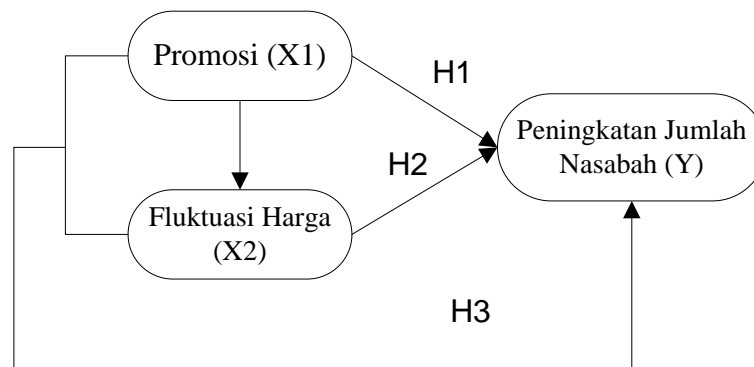 Promosi (X1)
H1
Peningkatan Jumlah
Nasabah (Y)
H2
Fluktuasi Harga
(X2)
H3